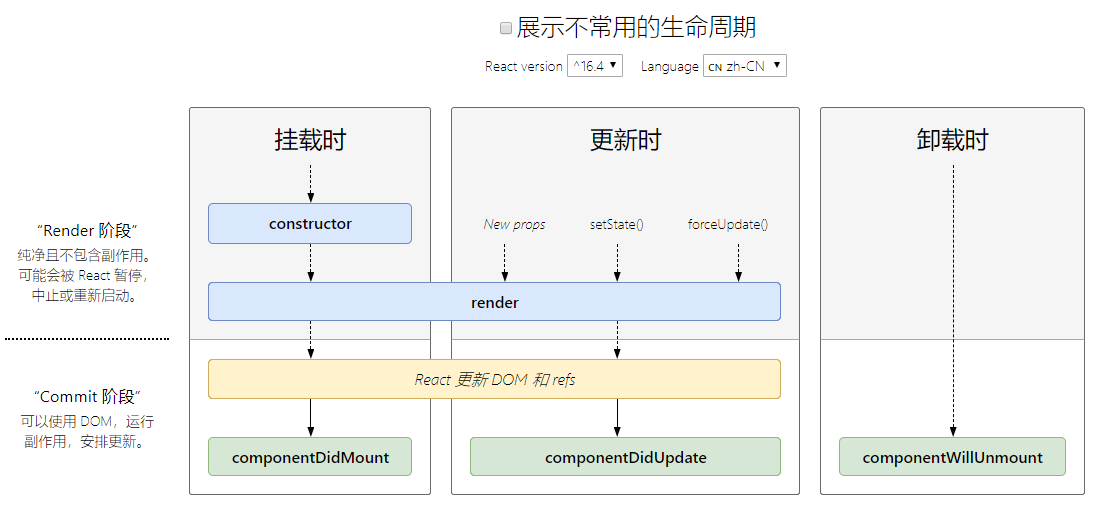 展示不常用的生命周期
React version ^16.4 Language CN zh-CN
挂载时
更新时
卸载时
“Render 阶段”
纯净且不包含副作用。
可能会被 React 暂停，
中止或重新启动。
constructor
New props
setState()
forceUpdate()
render
“Commit 阶段”
可以使用 DOM，运行
副作用，安排更新。
React 更新 DOM 和 refs
componentDidMount
componentDidUpdate
componentWillUnmount